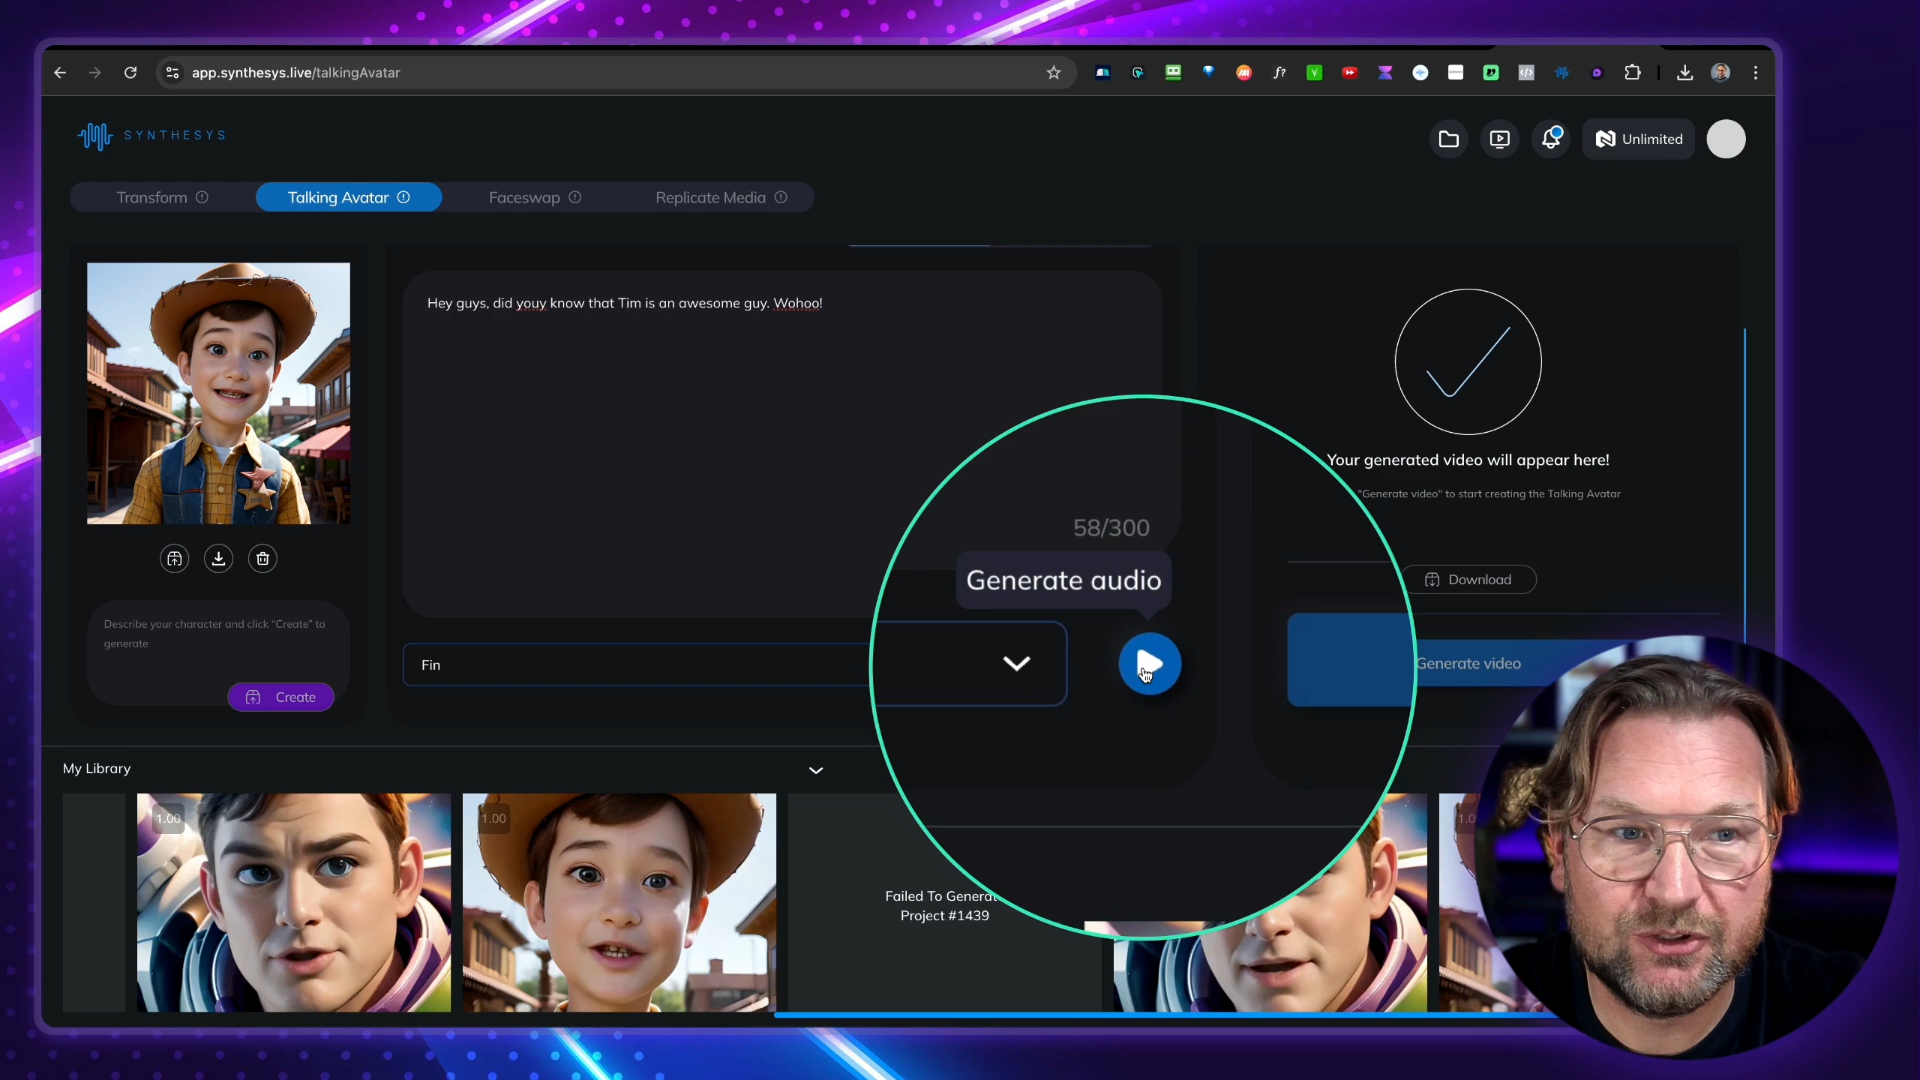 app.synthesys.live/talkingAvatar
f?
SYNTHESYS
Unlimited
Transform
Talking Avatar
Faceswap
Replicate Media
Hey guys, did youy know that Tim is an awesome guy. Wohoo!
58/300
Generate audio
Fin
Describe your character and click "Create" to
generate
Create
Your generated video will appear here!
"Generate video" to start creating the Talking Avatar
Download
Generate video
My Library
1.00
1.00
Failed To Generat
Project #1439
1.0